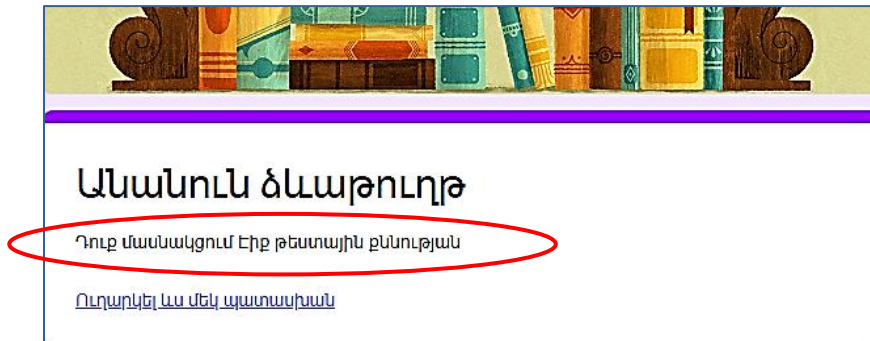 Անանուն ձևաթուղթ
Դուք մասնակցում Էիք թեստային քննության
Ուղարկել ևս մեկ պատասխան